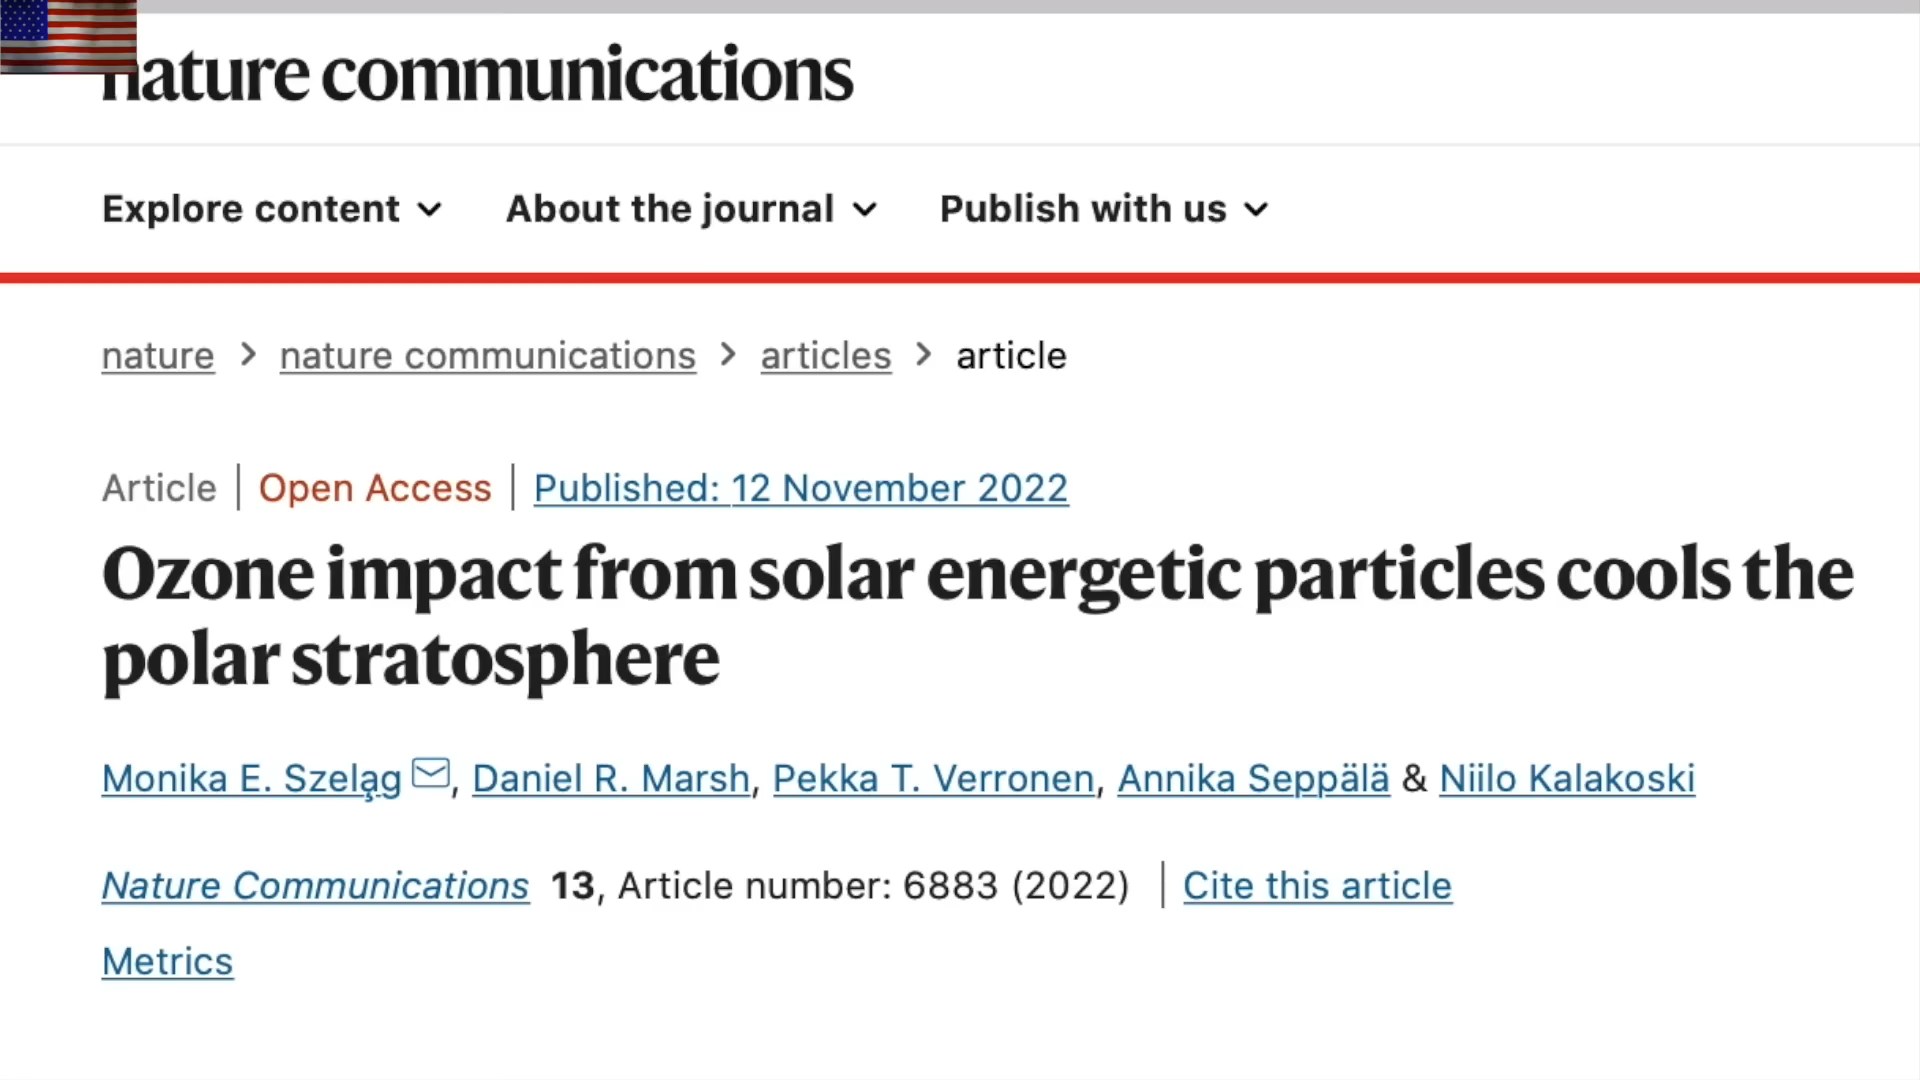 nature communications
Explore content About the journal Publish with us
nature > nature communications > articles > article
Article | Open Access | Published: 12 November 2022
Ozone impact from solar energetic particles cools the
polar stratosphere
Monika E. Szeląg, Daniel R. Marsh, Pekka T. Verronen, Annika Seppälä & Niilo Kalakoski
Nature Communications 13, Article number: 6883 (2022) | Cite this article
Metrics